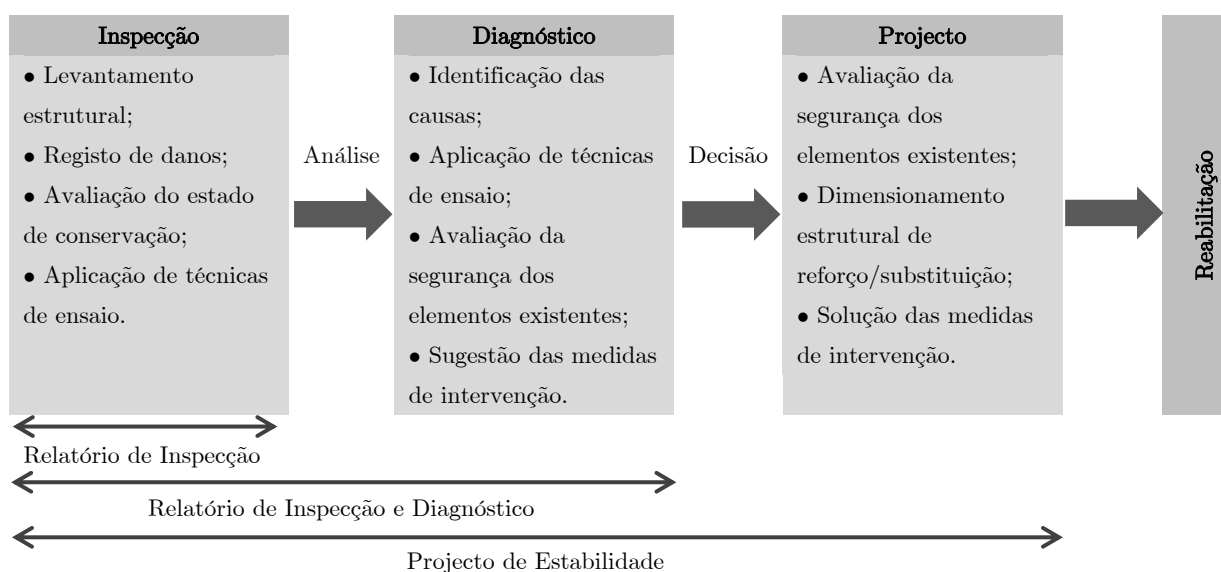 Inspecção
• Levantamento
estrutural;
• Registo de danos;
• Avaliação do estado
de conservação;
• Aplicação de técnicas
de ensaio.
Análise
Diagnóstico
• Identificação das
causas;
• Aplicação de técnicas
de ensaio;
• Avaliação da
segurança dos
elementos existentes;
• Sugestão das medidas
de intervenção.
Decisão
Projecto
• Avaliação da
segurança dos
elementos existentes;
• Dimensionamento
estrutural de
reforço/substituição;
• Solução das medidas
de intervenção.
Reabilitação
Relatório de Inspecção
Relatório de Inspecção e Diagnóstico
Projecto de Estabilidade